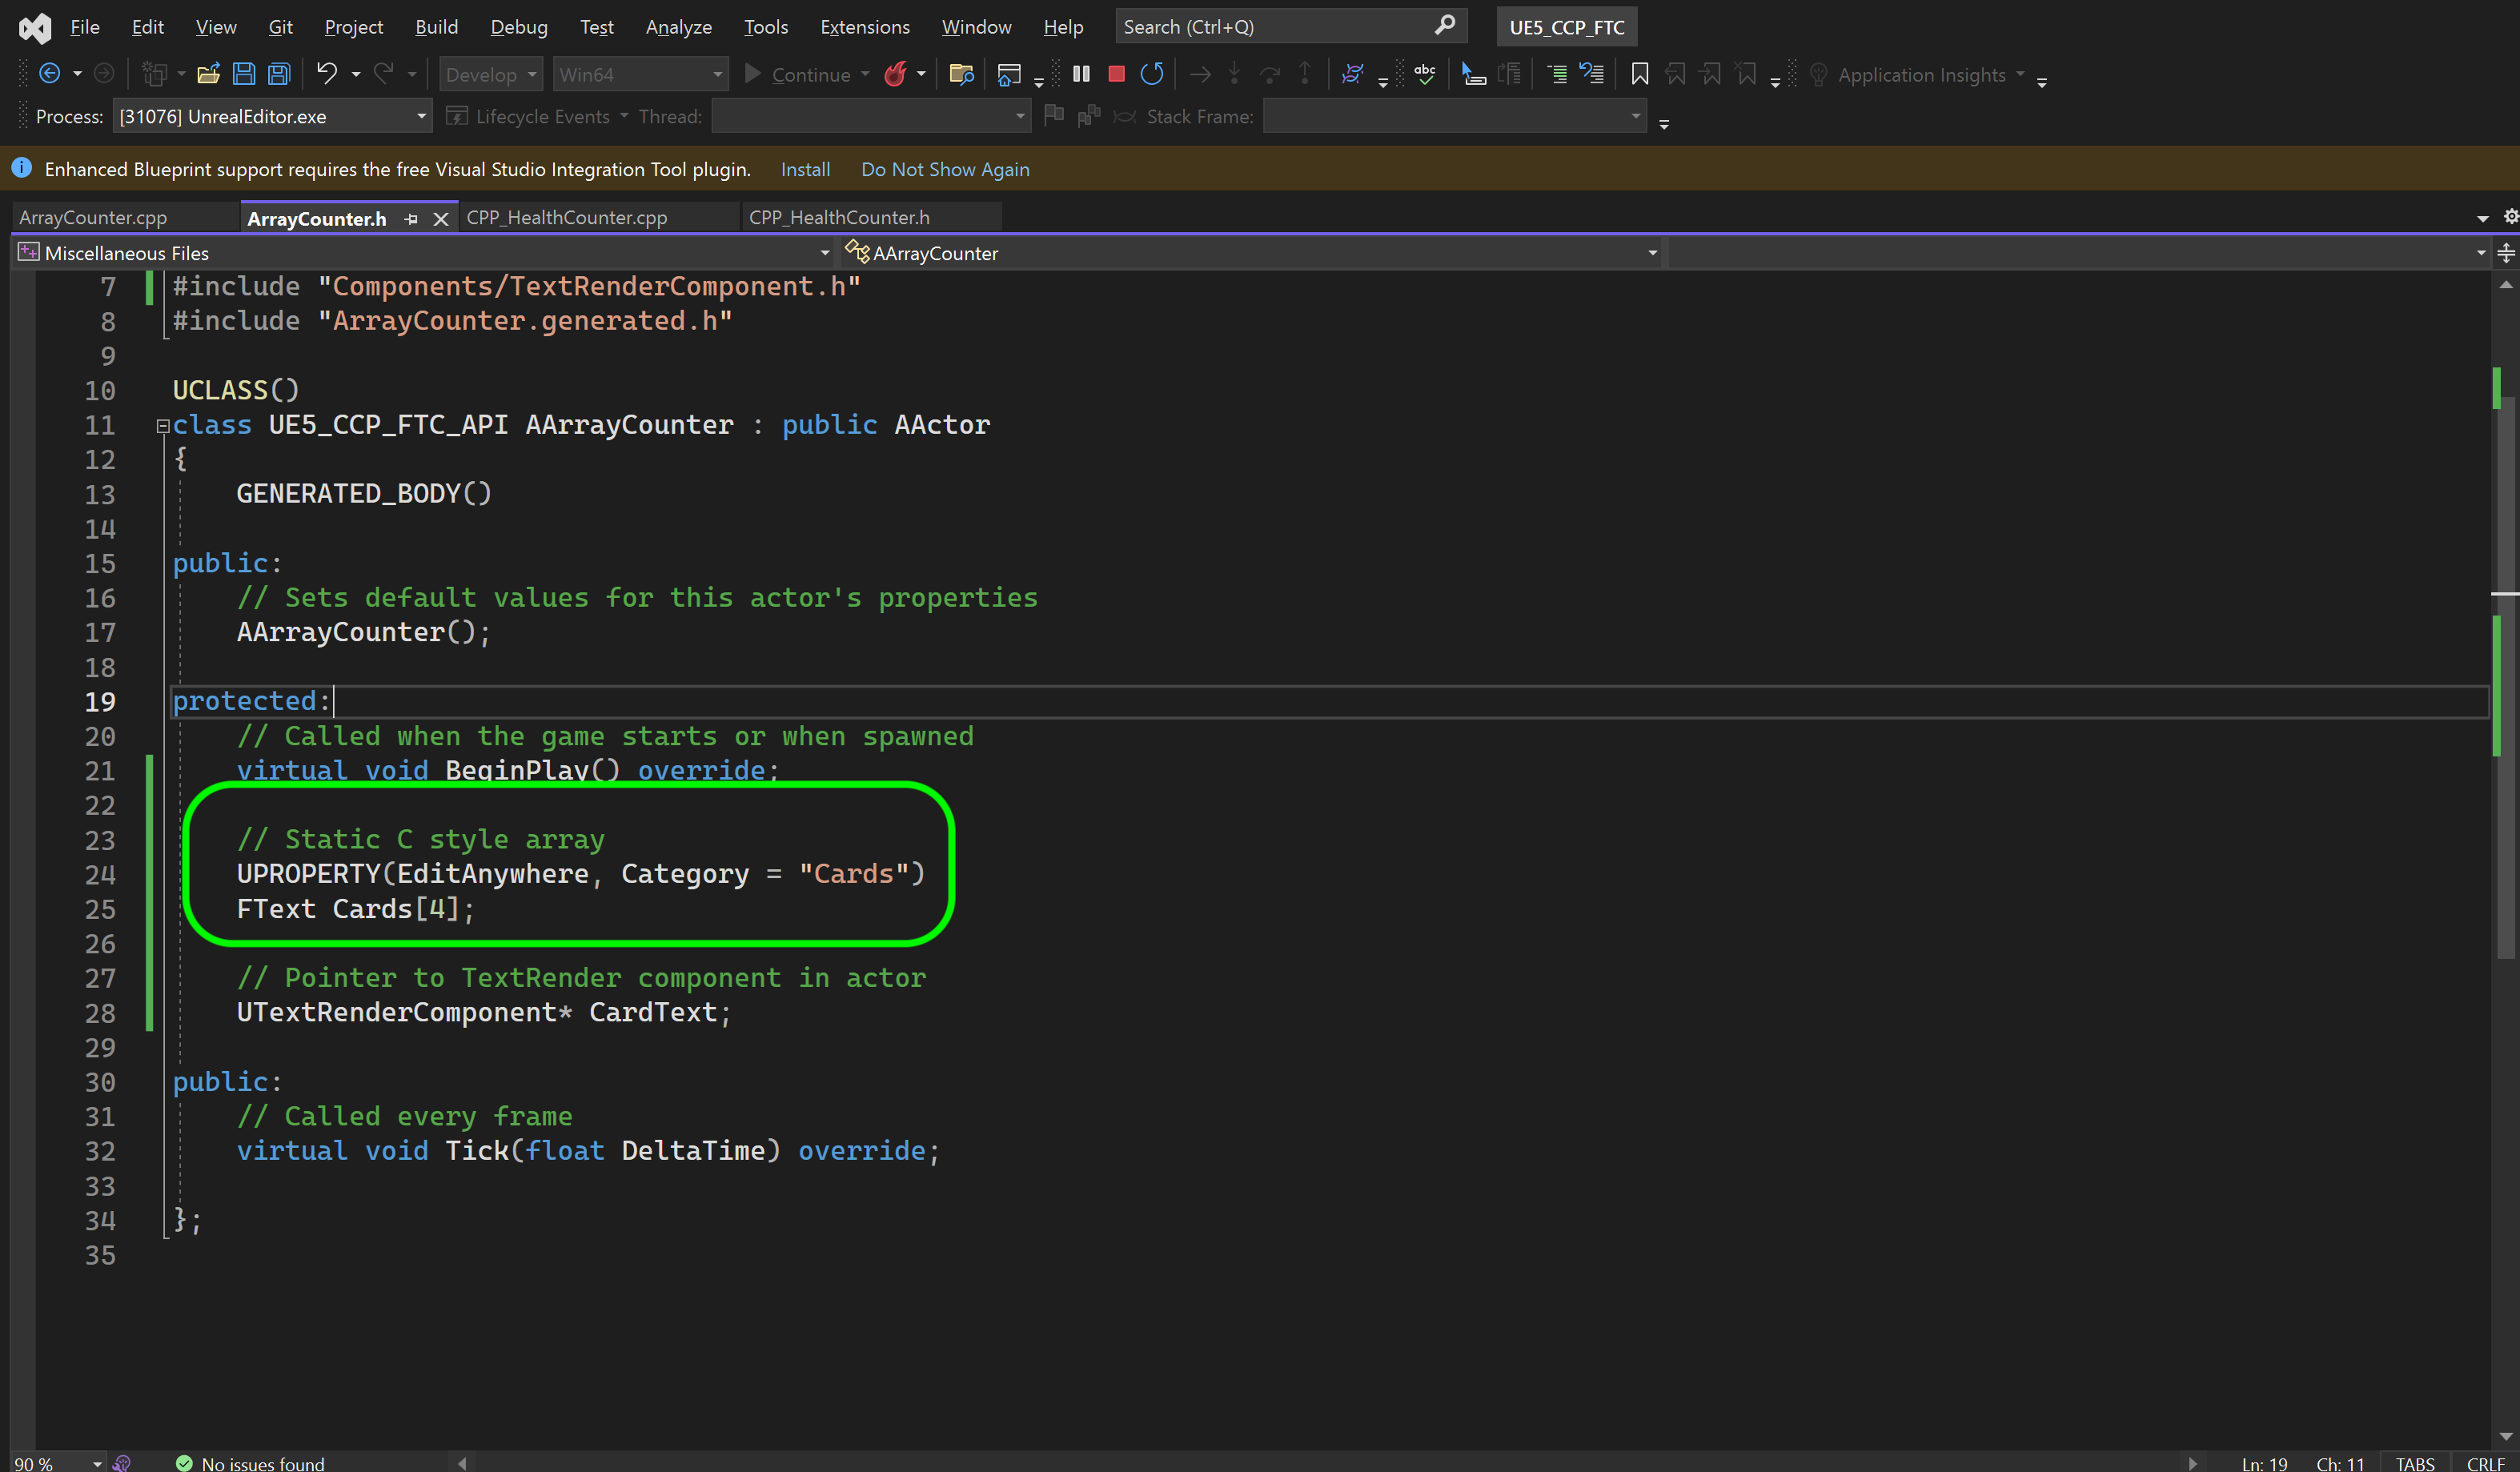 File Edit View Git Project Build Debug Test Analyze Tools Extensions Window Help Search (Ctrl+Q) UE5_CCP_FTC
Develop Win64 Continue abc Application Insights
Process: [31076] UnrealEditor.exe Lifecycle Events Thread: Stack Frame:
Enhanced Blueprint support requires the free Visual Studio Integration Tool plugin. Install Do Not Show Again
ArrayCounter.cpp ArrayCounter.h CPP_HealthCounter.cpp CPP_HealthCounter.h
Miscellaneous Files AArrayCounter
7 #include "Components/TextRenderComponent.h"
8 #include "ArrayCounter.generated.h"
9
10 UCLASS()
11 class UE5_CCP_FTC_API AArrayCounter : public AActor
12 {
13 GENERATED_BODY()
14
15 public:
16 // Sets default values for this actor's properties
17 AArrayCounter();
18
19 protected:
20 // Called when the game starts or when spawned
21 virtual void BeginPlay() override;
22
23 // Static C style array
24 UPROPERTY(EditAnywhere, Category = "Cards")
25 FText Cards[4];
26
27 // Pointer to TextRender component in actor
28 UTextRenderComponent* CardText;
29
30 public:
31 // Called every frame
32 virtual void Tick(float DeltaTime) override;
33
34 };
35
90 % No issues found Ln: 19 Ch: 11 TABS CRLF